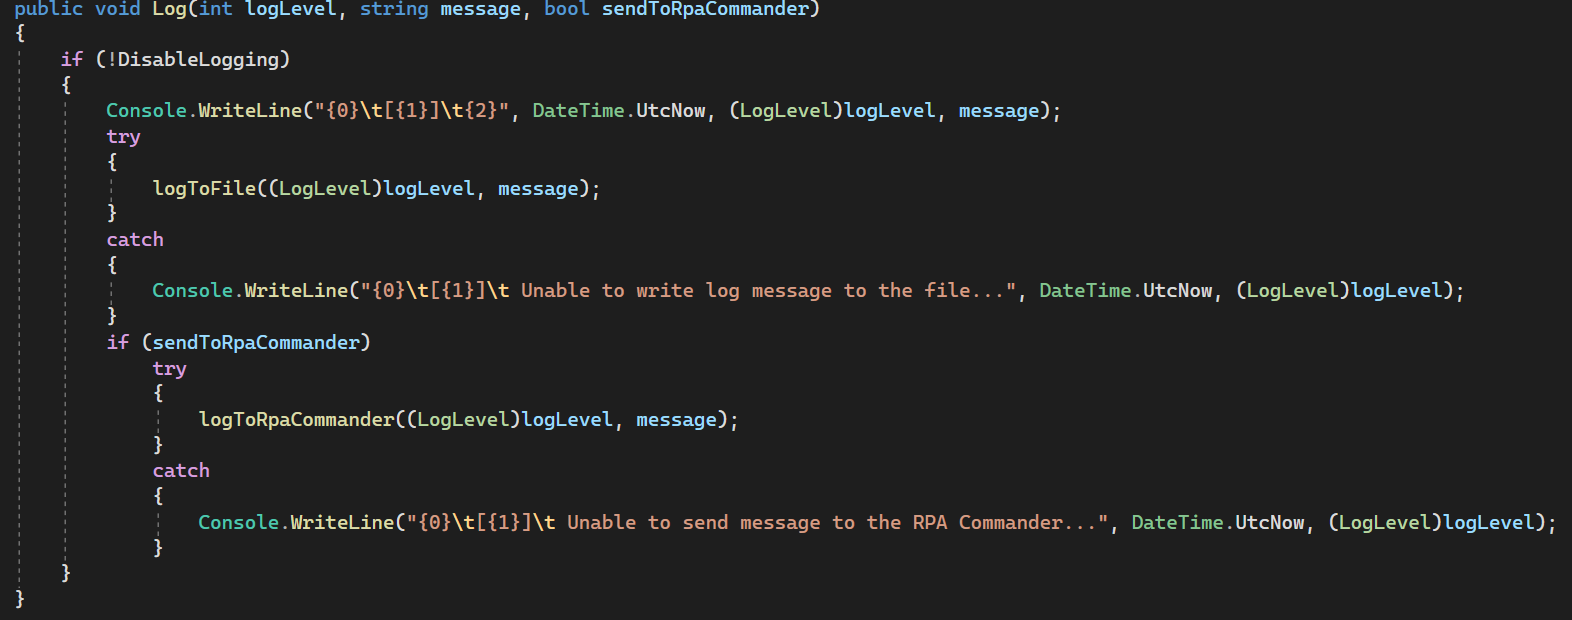 public void Log(int logLevel, string message, bool sendToRpaCommander)
{
if (!DisableLogging)
{
Console.WriteLine("{0}\t[{1}]\t{2}", DateTime.UtcNow, (LogLevel)logLevel, message);
try
{
logToFile((LogLevel)logLevel, message);
}
catch
{
Console.WriteLine("{0}\t[{1}]\t Unable to write log message to the file...", DateTime.UtcNow, (LogLevel)logLevel);
}
if (sendToRpaCommander)
try
{
logToRpaCommander((LogLevel)logLevel, message);
}
catch
{
Console.WriteLine("{0}\t[{1}]\t Unable to send message to the RPA Commander...", DateTime.UtcNow, (LogLevel)logLevel);
}
}
}